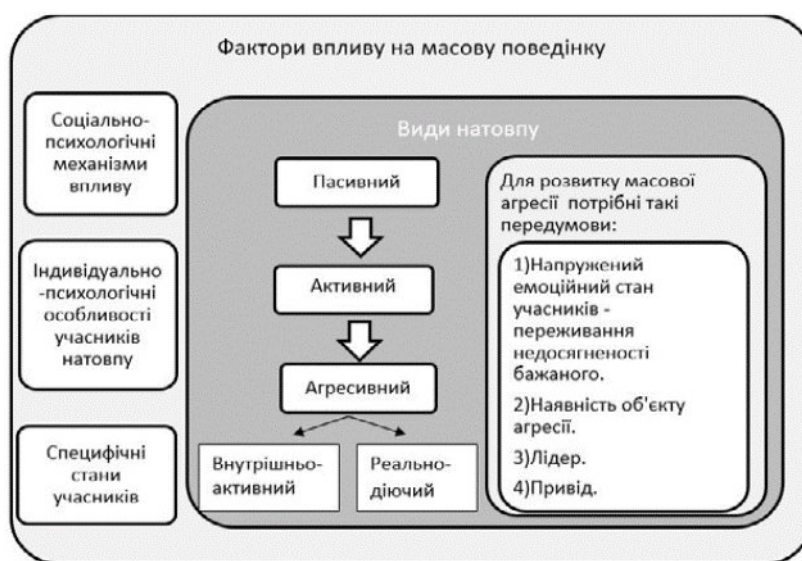 Фактори впливу на масову поведінку
Соціально-
психологічні
механізми
впливу
Індивідуально
-психологічні
особливості
учасників
натовпу
Специфічні
стани
учасників
Види натовпу
Пасивний
Активний
Агресивний
Внутрішньо-
активний
Реально-
діючий
Для розвитку масової
агресії потрібні такі
передумови:
1)Напружений
емоційний стан
учасників -
переживання
недосягнености
бажаного.
2)Наявність об'єкту
агресії.
3)Лідер.
4)Привід.